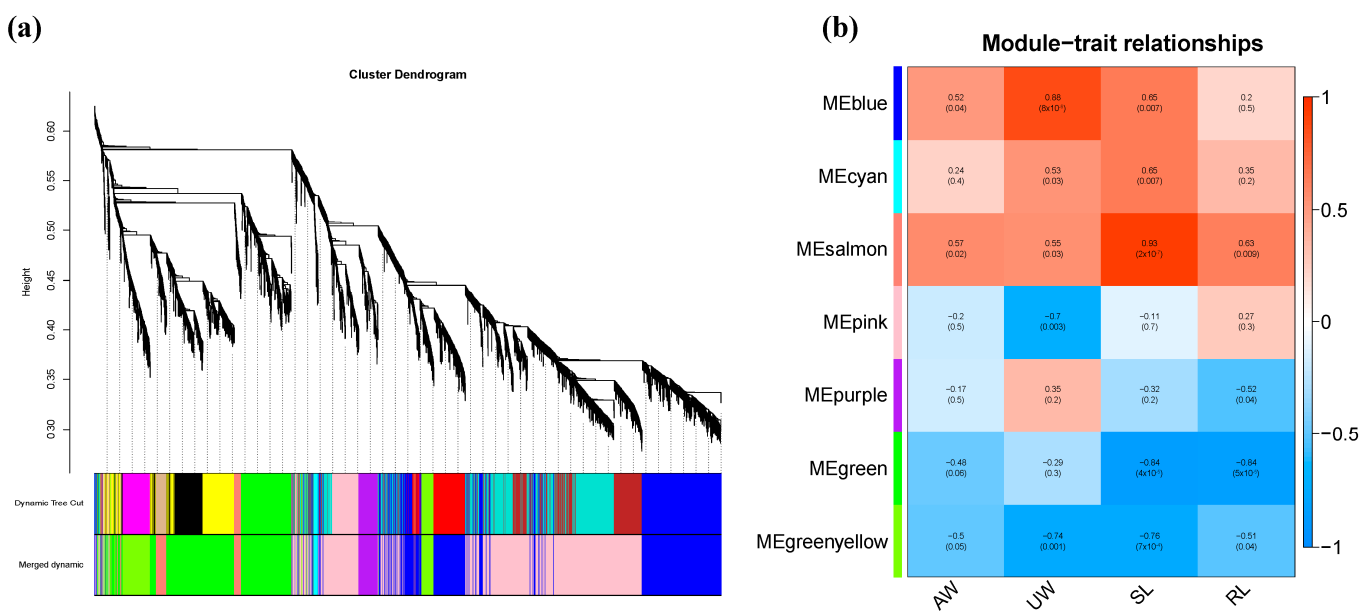 (a)
Cluster Dendrogram
Height
0.60
0.55
0.50
0.45
0.40
0.35
0.30
Dynamic Tree Cut
Merged dynamic
(b)
Module−trait relationships
MEblue 0.52 0.88 0.65 0.2
(0.04) (0.007) (0.5)
MEcyan 0.24 0.53 0.65 0.35
(0.4) (0.03) (0.007) (0.2)
MEsalmon 0.57 0.55 0.93 0.63
(0.02) (0.03) (0.009)
MEpink −0.2 −0.7 −0.11 0.27
(0.5) (0.003) (0.7) (0.3)
MEpurple −0.17 0.35 −0.32 −0.52
(0.5) (0.2) (0.2) (0.04)
MEgreen −0.48 −0.29 −0.84 −0.84
(0.06) (0.3)
MEgreenyellow −0.5 −0.74 −0.76 −0.51
(0.05) (0.001) (0.04)
AW UW SL RL
1
0.5
0
−0.5
−1